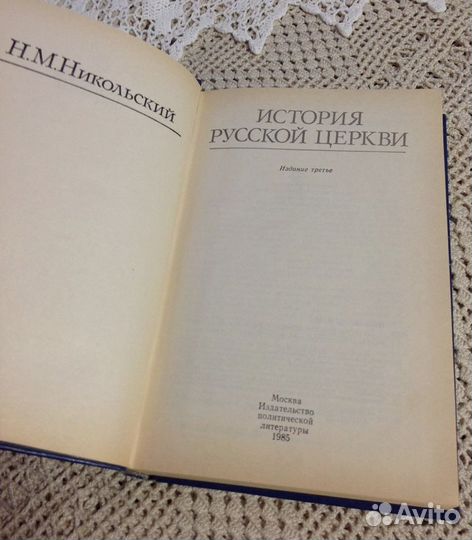 Н.М.Никольский
ИСТОРИЯ
РУССКОЙ ЦЕРКВИ
Издание третье
Москва
Издательство
политической
литературы
1985
Avito